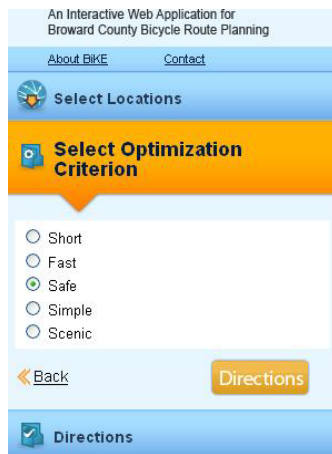 An Interactive Web Application for
Broward County Bicycle Route Planning
About BiKE Contact
Select Locations
Select Optimization
Criterion
Short
Fast
Safe
Simple
Scenic
Back Directions
Directions